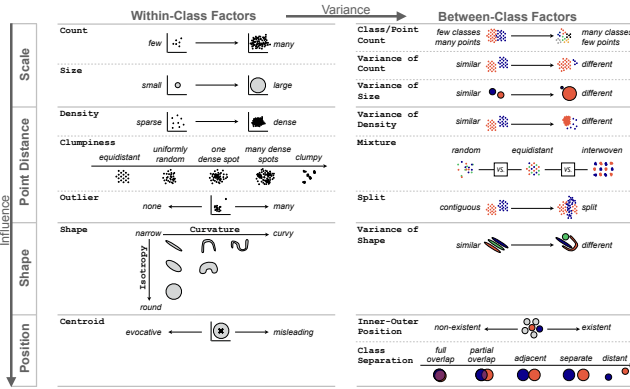 Variance
Within-Class Factors
Between-Class Factors
Influence
Scale
Count
few
many
Class/Point
Count
few classes
many points
many classes
few points
Variance of
Count
similar
different
Size
small
large
Variance of
Size
similar
different
Point Distance
Density
sparse
dense
Variance of
Density
similar
different
Clumpiness
equidistant
uniformly
random
one
dense spot
many dense
spots
clumpy
Mixture
random
equidistant
interwoven
VS.
VS.
Outlier
none
many
Split
contiguous
split
Shape
Shape
narrow
Curvature
curvy
Isotropy
round
Variance of
Shape
similar
different
Position
Centroid
evocative
misleading
Inner-Outer
Position
non-existent
existent
Class
Separation
full
overlap
partial
overlap
adjacent
separate
distant